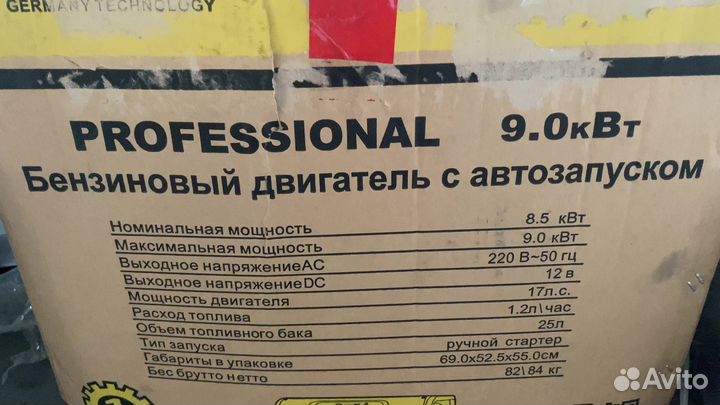 GERMANY TECHNOLOGY
PROFESSIONAL 9.0кВт
Бензиновый двигатель с автозапуском
Номинальная мощность 8.5 кВт
Максимальная мощность 9.0 кВт
Выходное напряжениеAC 220 В~50 гц
Выходное напряжениеDC 12 в
Мощность двигателя 17л.с.
Расход топлива 1.2л\час
Объем топливного бака 25л
Тип запуска ручной стартер
Габариты в упаковке 69.0x52.5x55.0см
Бес брутто нетто 82\84 кг
Avito